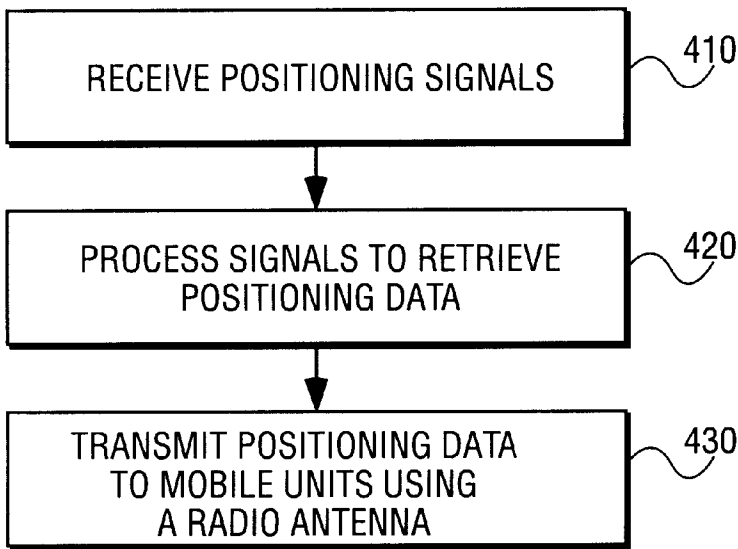 RECEIVE POSITIONING SIGNALS
410
PROCESS SIGNALS TO RETRIEVE
POSITIONING DATA
420
TRANSMIT POSITIONING DATA
TO MOBILE UNITS USING
A RADIO ANTENNA
430